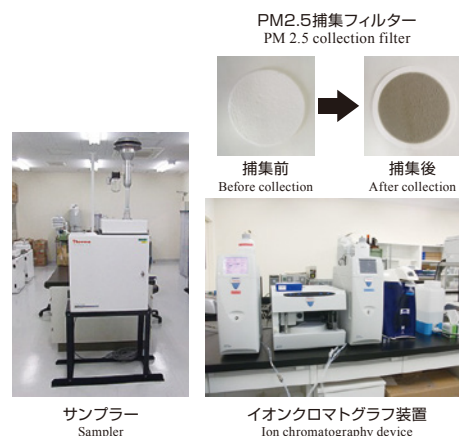 PM2.5捕集フィルター
PM 2.5 collection filter
捕集前
Before collection
捕集後
After collection
Thermo
サンプラー
Sampler
イオンクロマトグラフ装置
Ion chromatography device